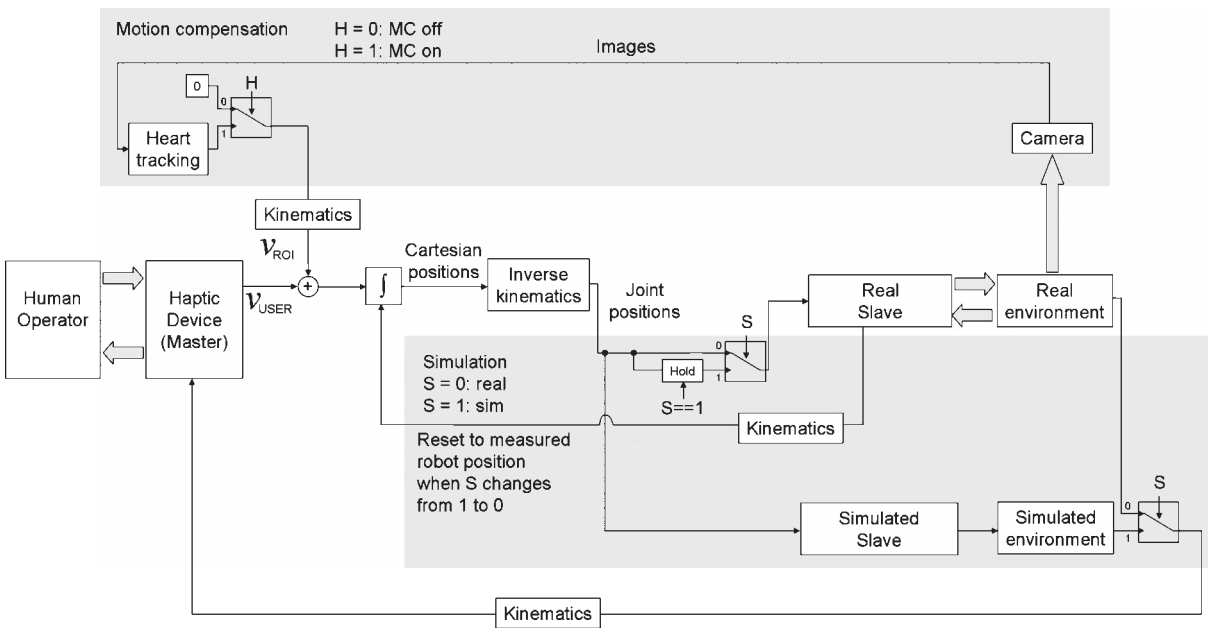 Motion compensation
H = 0: MC off
H = 1: MC on
Images
0
H
0
1
Heart
tracking
Camera
Kinematics
vROI
Human
Operator
Haptic
Device
(Master)
vUSER
+
∫
Cartesian
positions
Inverse
kinematics
Joint
positions
Real
Slave
Real
environment
Simulation
S = 0: real
S = 1: sim
S
0
1
Hold
S==1
Kinematics
Reset to measured
robot position
when S changes
from 1 to 0
Simulated
Slave
Simulated
environment
S
0
1
Kinematics